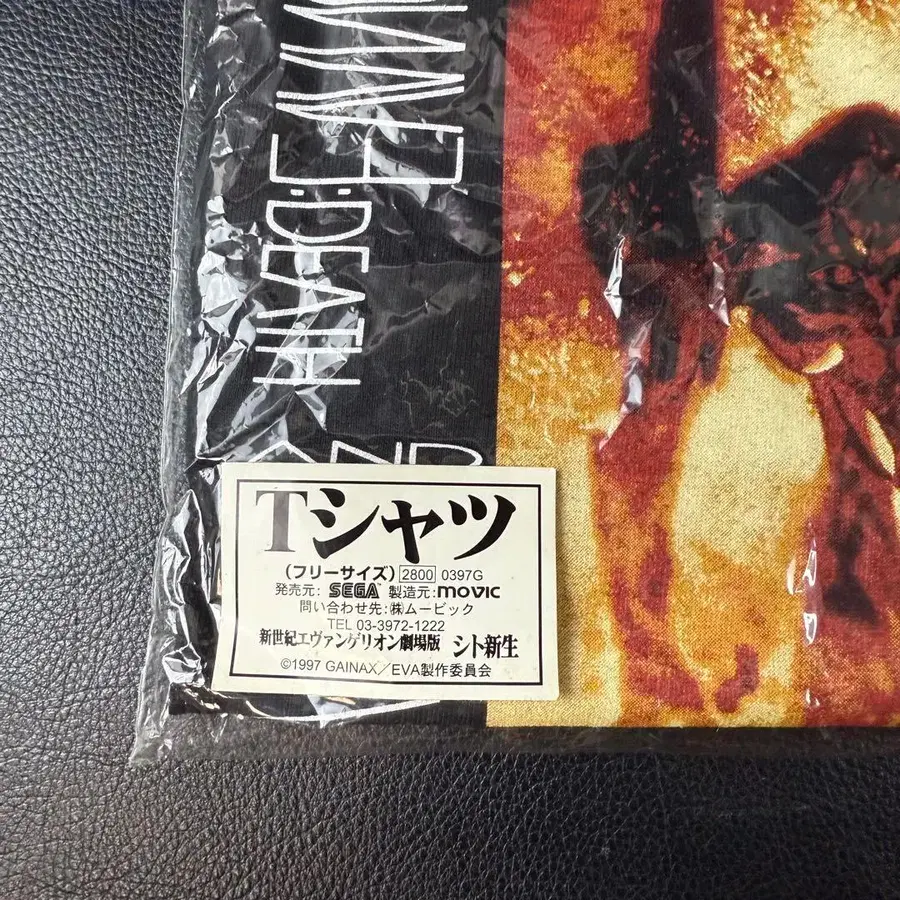 :DEATH
AND
Tシャツ
(フリーサイズ) 2800 0397G
発売元: SEGA 製造元:movic
問い合わせ先:㈱ムービック
TEL 03-3972-1222
新世紀エヴァンゲリオン劇場版 シト新生
©1997 GAINAX/EVA製作委員会